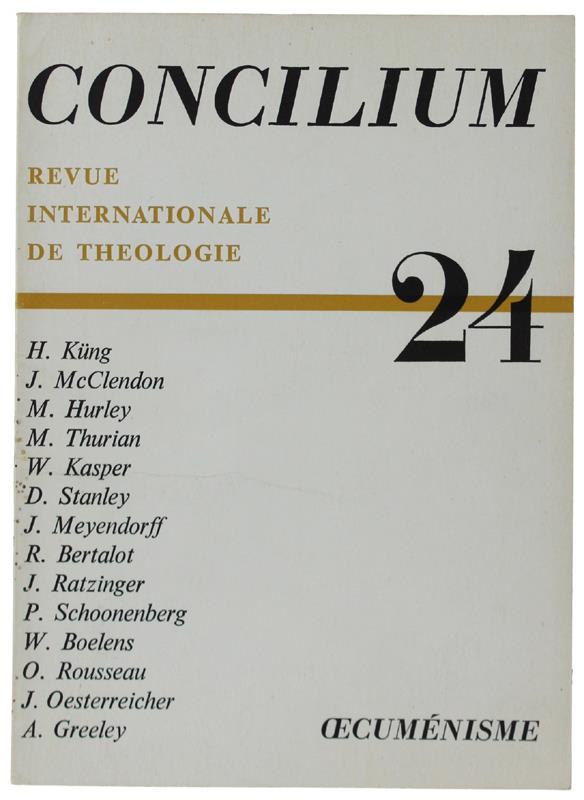 CONCILIUM
REVUE
INTERNATIONALE
DE THEOLOGIE
24
H. Küng
J. McClendon
M. Hurley
M. Thurian
W. Kasper
D. Stanley
J. Meyendorff
R. Bertalot
J. Ratzinger
P. Schoonenberg
W. Boelens
O. Rousseau
J. Oesterreicher
A. Greeley
ŒCUMÉNISME